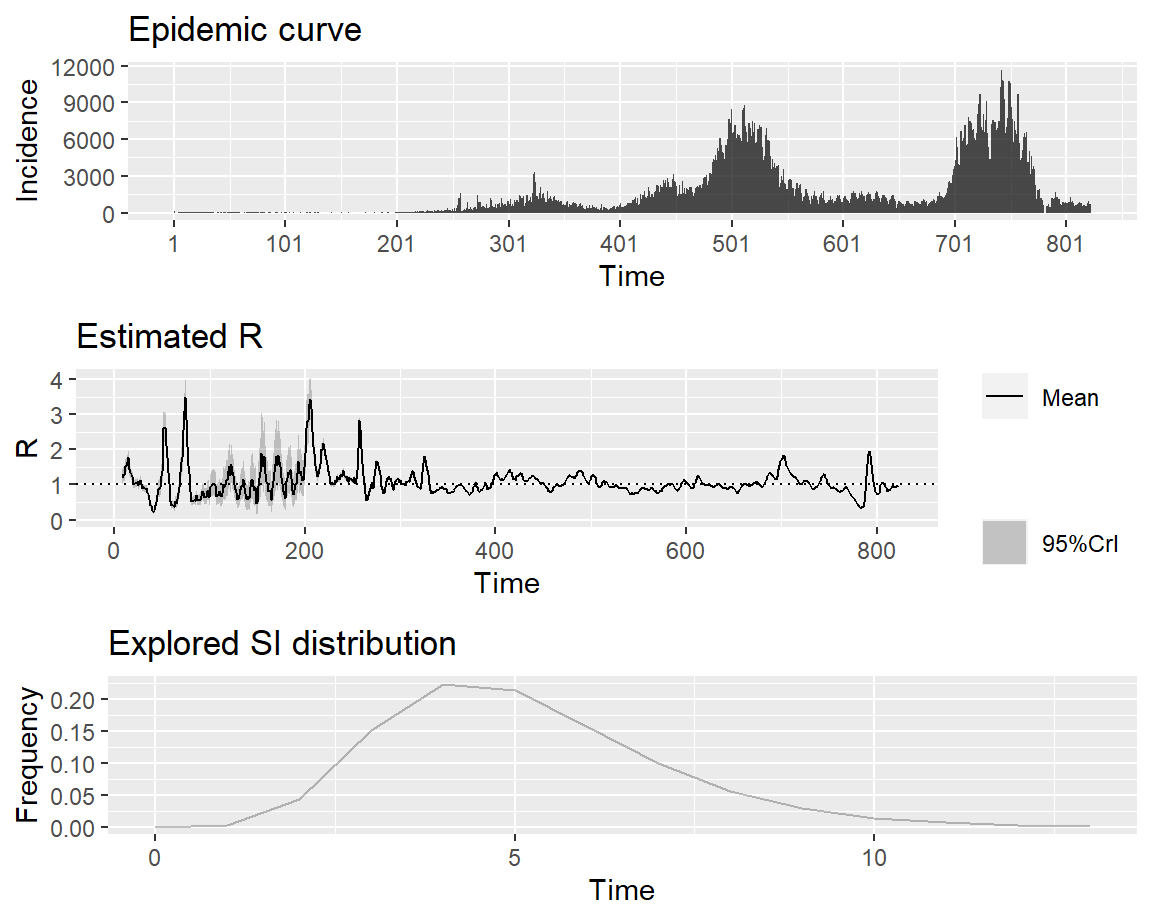 Epidemic curve
12000
9000
6000
3000
0
Incidence
1 101 201 301 401 501 601 701 801
Time
Estimated R
4
3
2
1
0
R
0 200 400 600 800
Time
Mean
95%CrI
Explored SI distribution
0.20
0.15
0.10
0.05
0.00
Frequency
0 5 10
Time